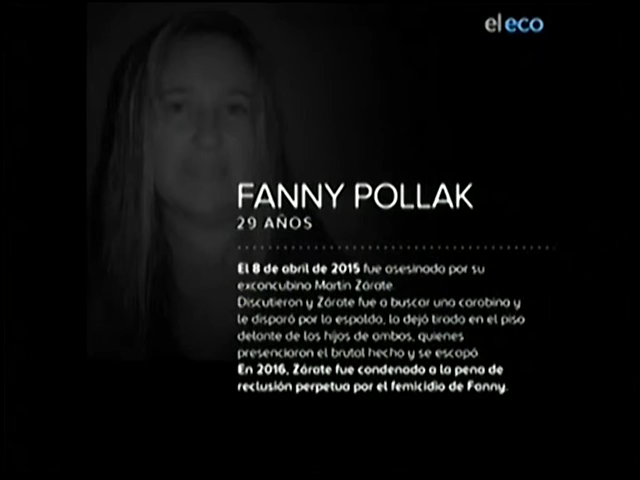 el eco
FANNY POLLAK
29 AÑOS
El 8 de abril de 2015 fue asesinada por su
exconcubino Martín Zárate.
Discutieron y Zárate fue a buscar una carabina y
le disparó por la espalda, la dejó tirada en el piso
delante de los hijos de ambos, quienes
presenciaron el brutal hecho y se escapó
En 2016, Zárate fue condenado a la pena de
reclusión perpetua por el femicidio de Fanny.